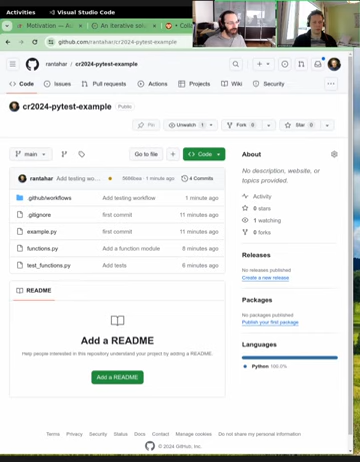 Activities
Visual Studio Code
Motivation — A
An iterative sol
github.com/rantahar/cr2024-pytest-example
rantahar / cr2024-pytest-example
Code
Issues
Pull requests
Actions
Projects
Wiki
Security
rantahar/cr2024-pytest-example
Public
Pin
Unwatch 1
Fork 0
Star 0
main
Go to file
Code
rantahar Add testing wo...
1 minute ago
4 Commits
.github/workflows
Add testing workflow
1 minute ago
.gitignore
first commit
11 minutes ago
example.py
first commit
11 minutes ago
functions.py
Add a function module
8 minutes ago
test_functions.py
Add tests
6 minutes ago
README
Add a README
Help people interested in this repository understand your project by adding a README.
Add a README
About
No description, website, or
topics provided.
Activity
0 stars
1 watching
0 forks
Releases
No releases published
Create a new release
Packages
No packages published
Publish your first package
Languages
Python 100.0%
Terms
Privacy
Security
Status
Docs
Contact
Manage cookies
Do not share my personal information
© 2024 GitHub, Inc.